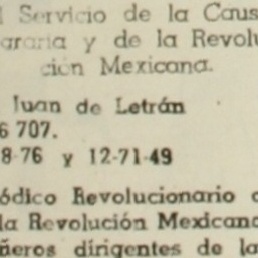 l Servicio de la Caus
raria y de la Revolu
ción Mexicana.
Juan de Letrán
6 707.
8-76 y 12-71-49
ódico Revolucionario
la Revolución Mexicana
ñeros dirigentes de la